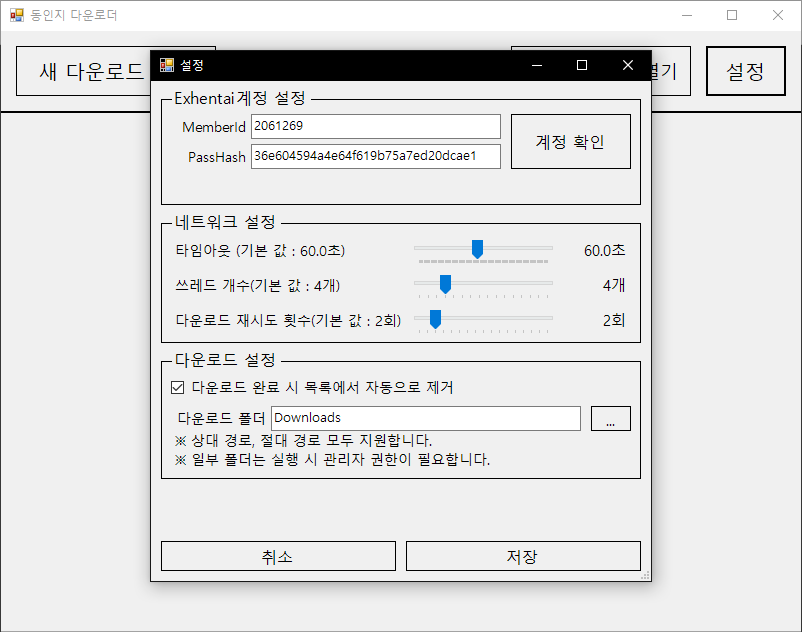 동인지 다운로더
새 다운로드
열기
설정
설정
Exhentai계정 설정
MemberId 2061269
PassHash 36e604594a4e64f619b75a7ed20dcae1
계정 확인
네트워크 설정
타임아웃 (기본 값 : 60.0초) 60.0초
쓰레드 개수(기본 값 : 4개) 4개
다운로드 재시도 횟수(기본 값 : 2회) 2회
다운로드 설정
다운로드 완료 시 목록에서 자동으로 제거
다운로드 폴더 Downloads ...
※ 상대 경로, 절대 경로 모두 지원합니다.
※ 일부 폴더는 실행 시 관리자 권한이 필요합니다.
취소 저장